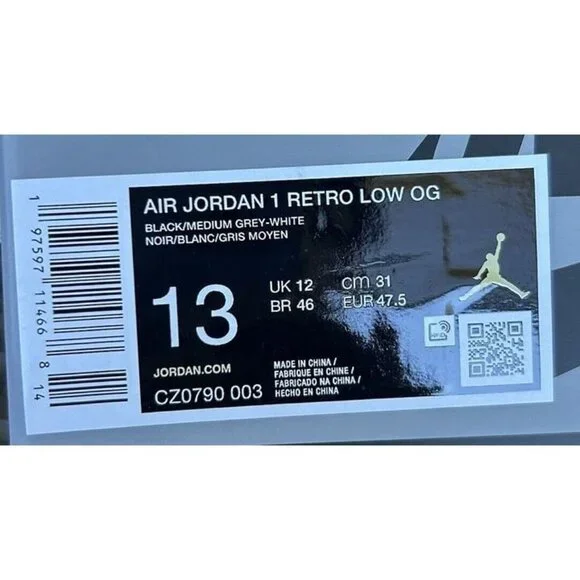 AIR JORDAN 1 RETRO LOW OG
BLACK/MEDIUM GREY-WHITE
NOIR/BLANC/GRIS MOYEN
13
UK 12 CM 31
BR 46 EUR 47.5
JORDAN.COM
CZ0790 003
MADE IN CHINA /
FABRIQUE EN CHINE /
FABRICADO NA CHINA /
HECHO EN CHINA
1 97597 11466 8 14